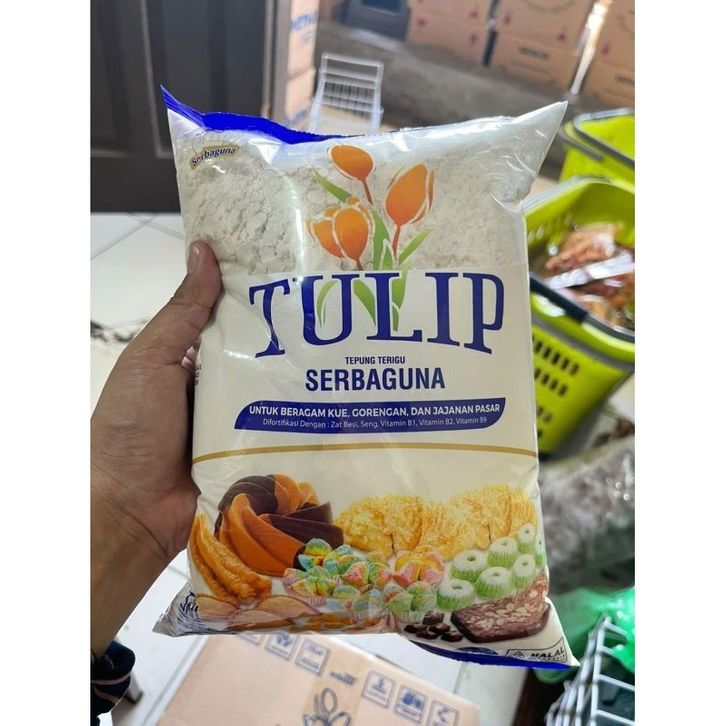 Serbaguna
TULIP
TEPUNG TERIGU
SERBAGUNA
UNTUK BERAGAM KUE, GORENGAN, DAN JAJANAN PASAR
Difortifikasi Dengan : Zat Besi, Seng, Vitamin B1, Vitamin B2, Vitamin B9
HALAL